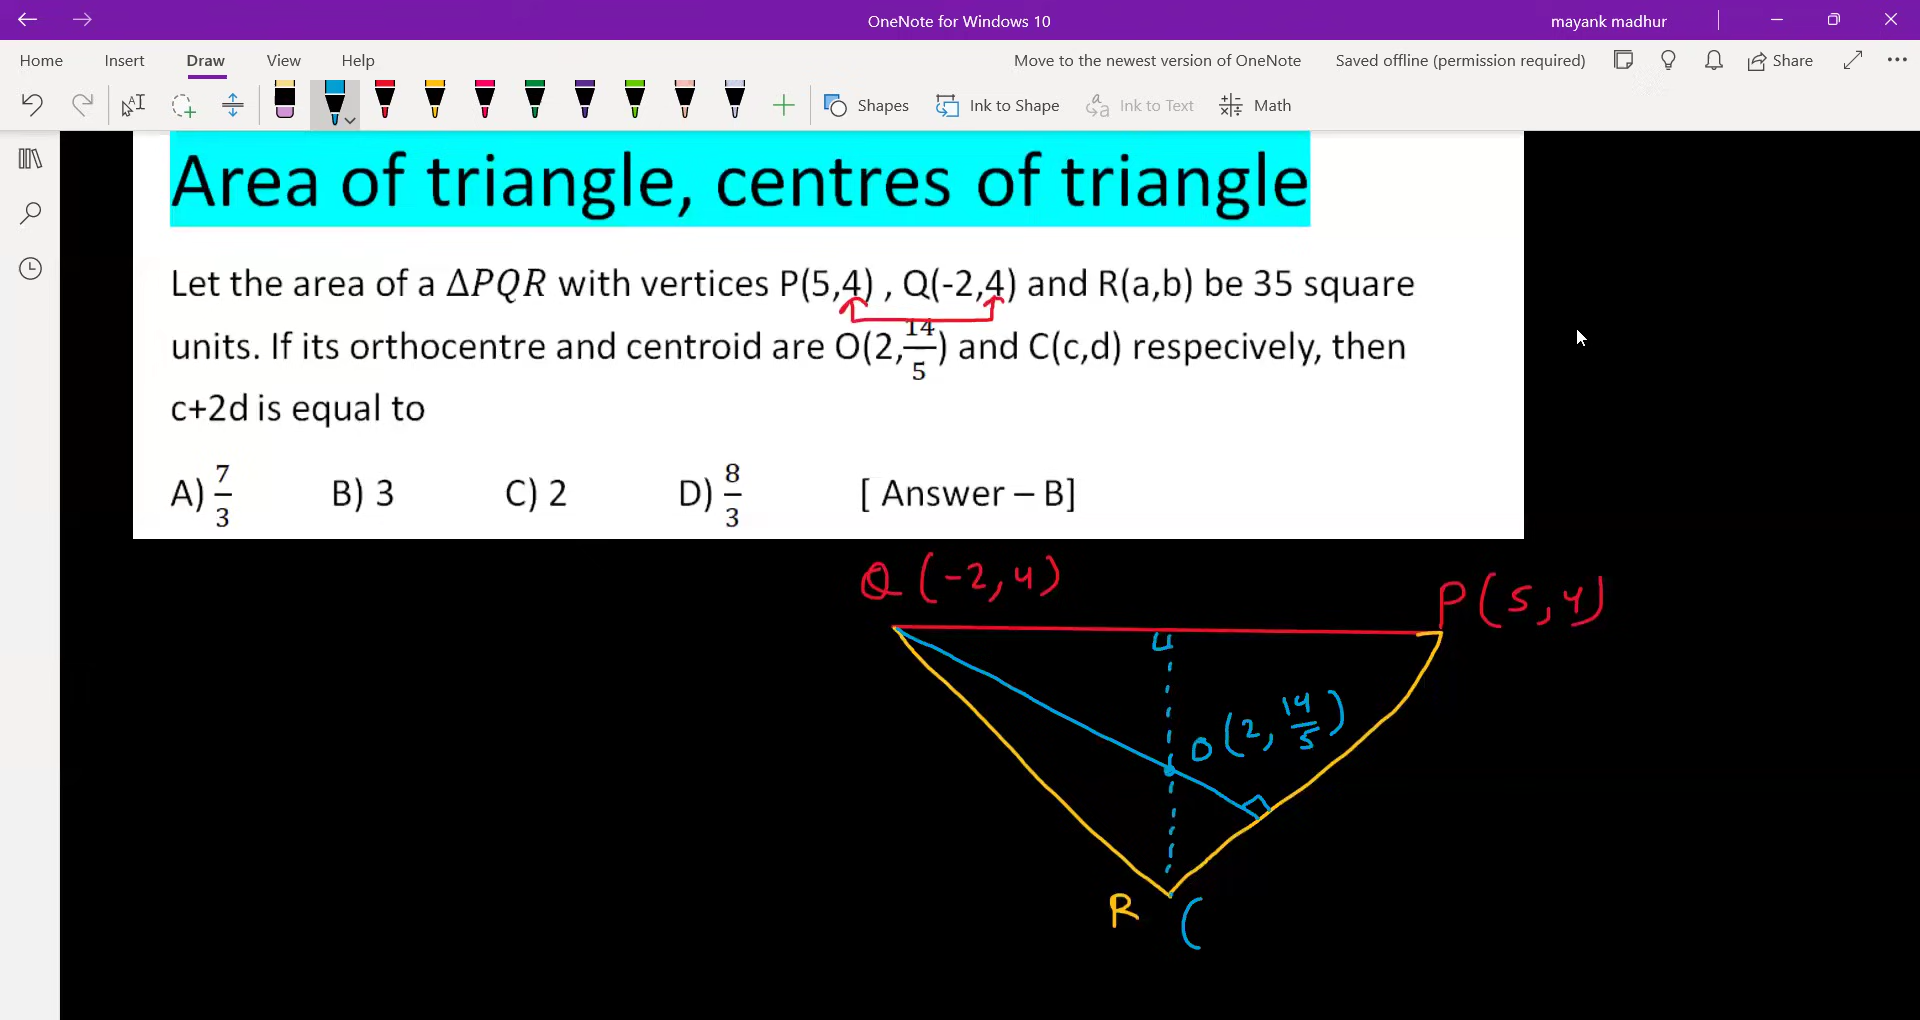 OneNote for Windows 10
mayank madhur
Home Insert Draw View Help
Move to the newest version of OneNote Saved offline (permission required) Share
Shapes Ink to Shape Ink to Text Math
Area of triangle, centres of triangle
Let the area of a ΔPQR with vertices P(5,4) , Q(-2,4) and R(a,b) be 35 square
units. If its orthocentre and centroid are O(2,14/5) and C(c,d) respecively, then
c+2d is equal to
A) 7/3 B) 3 C) 2 D) 8/3 [ Answer – B]
Q (-2,4)
P(5,4)
O(2, 14/5)
R (